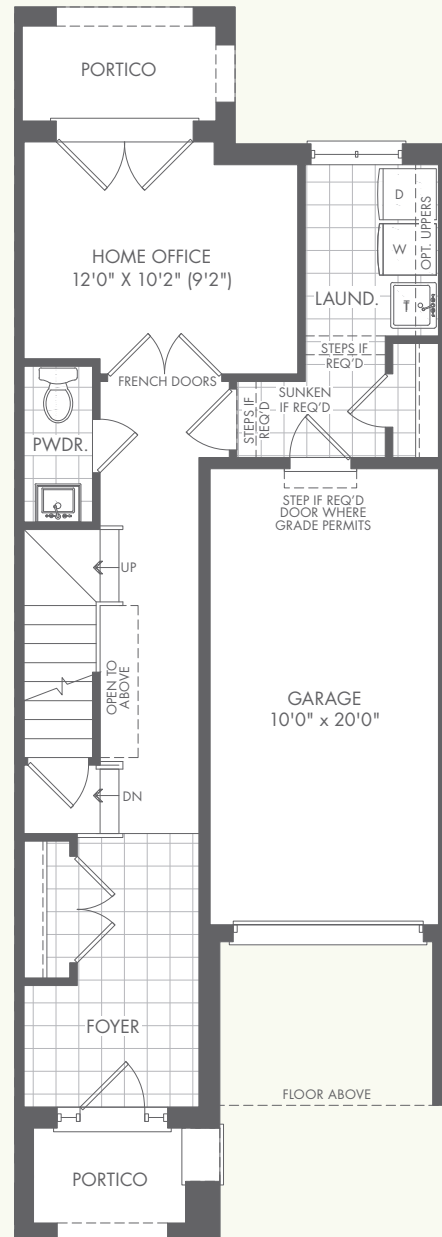 PORTICO
HOME OFFICE
12'0" X 10'2" (9'2")
D
W
OPT. UPPERS
T
LAUND.
STEPS IF
REQ'D
FRENCH DOORS
SUNKEN
IF REQ'D
STEPS IF
REQ'D
PWDR.
STEP IF REQ'D
DOOR WHERE
GRADE PERMITS
UP
OPEN TO
ABOVE
GARAGE
10'0" x 20'0"
DN
FOYER
FLOOR ABOVE
PORTICO